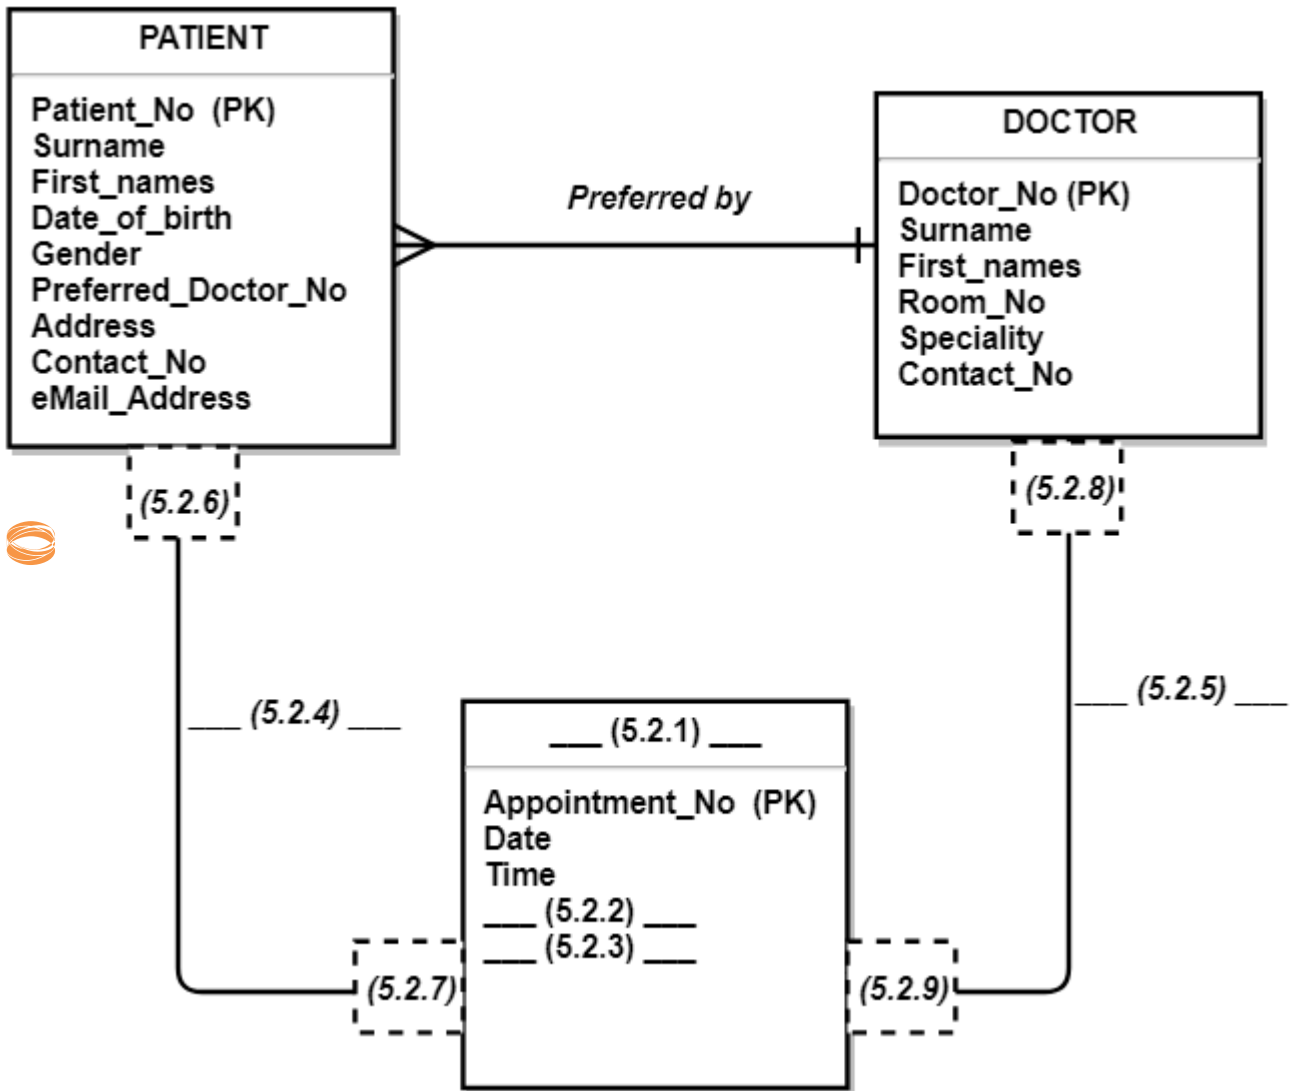 PATIENT
Patient_No (PK)
Surname
First_names
Date_of_birth
Gender
Preferred_Doctor_No
Address
Contact_No
eMail_Address
Preferred by
DOCTOR
Doctor_No (PK)
Surname
First_names
Room_No
Speciality
Contact_No
(5.2.6)
(5.2.8)
___ (5.2.4) ___
___ (5.2.5) ___
___ (5.2.1) ___
Appointment_No (PK)
Date
Time
___ (5.2.2) ___
___ (5.2.3) ___
(5.2.7)
(5.2.9)